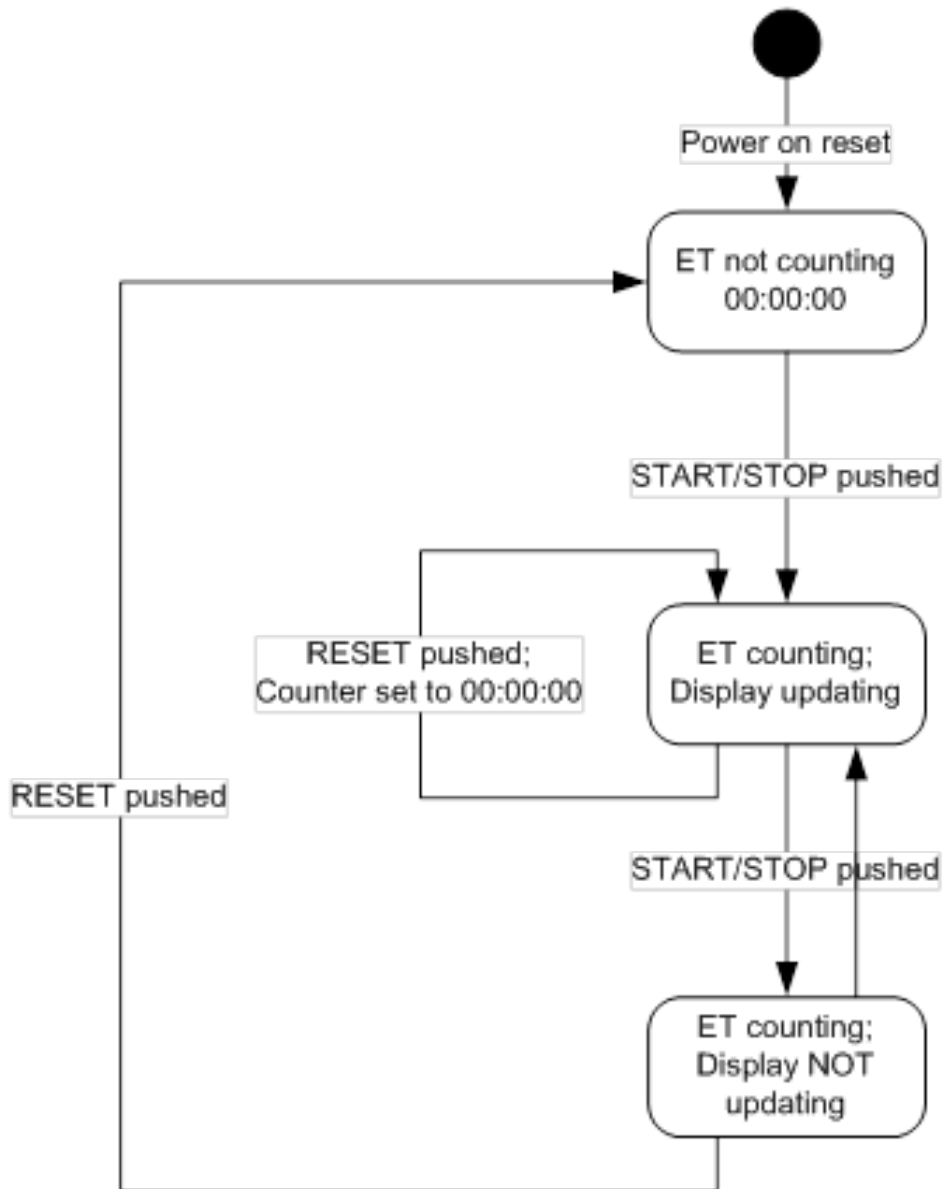 Power on reset
ET not counting
00:00:00
START/STOP pushed
RESET pushed;
Counter set to 00:00:00
ET counting;
Display updating
RESET pushed
START/STOP pushed
ET counting;
Display NOT
updating